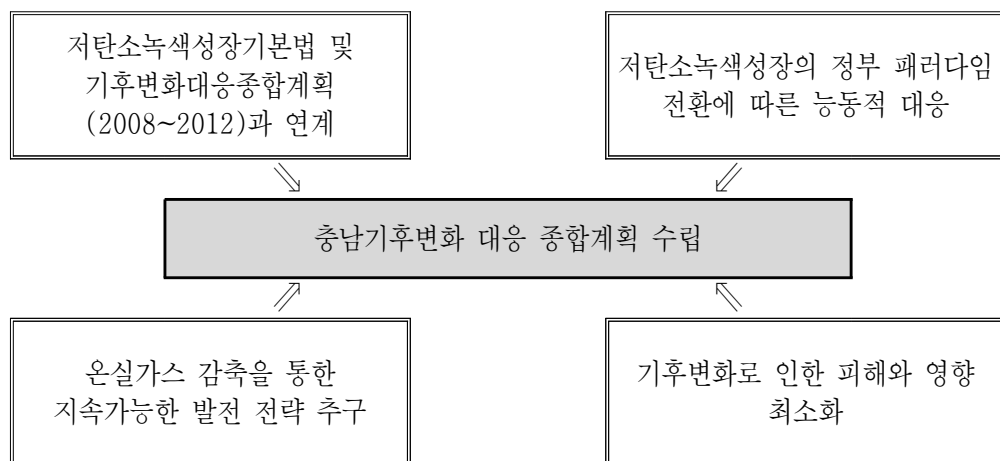 저탄소녹색성장기본법 및
기후변화대응종합계획
(2008~2012)과 연계
저탄소녹색성장의 정부 패러다임
전환에 따른 능동적 대응
충남기후변화 대응 종합계획 수립
온실가스 감축을 통한
지속가능한 발전 전략 추구
기후변화로 인한 피해와 영향
최소화